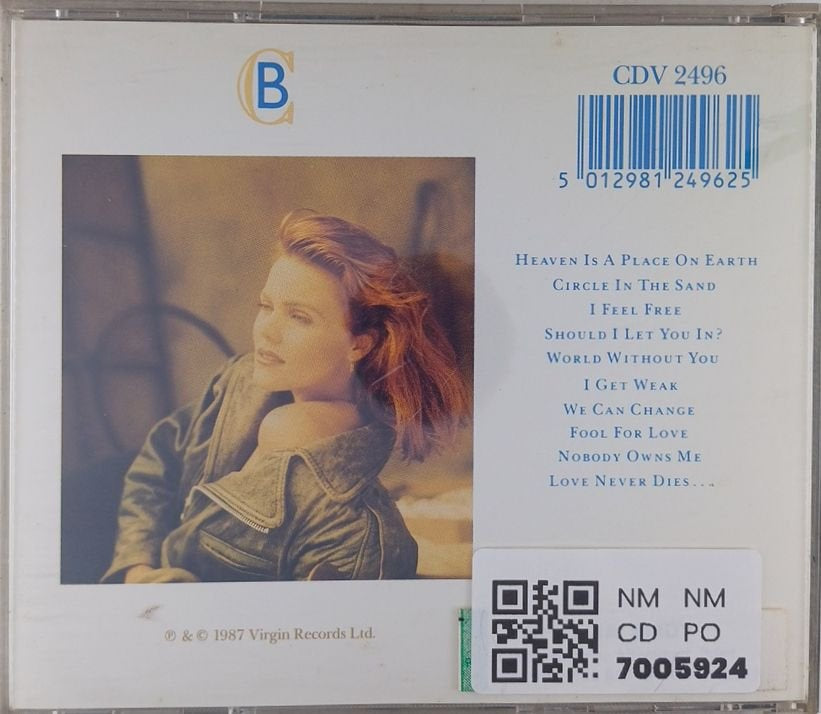 CB
CDV 2496
5 012981 249625
HEAVEN IS A PLACE ON EARTH
CIRCLE IN THE SAND
I FEEL FREE
SHOULD I LET YOU IN?
WORLD WITHOUT YOU
I GET WEAK
WE CAN CHANGE
FOOL FOR LOVE
NOBODY OWNS ME
LOVE NEVER DIES...
℗ & © 1987 Virgin Records Ltd.
NM NM
CD PO
7005924